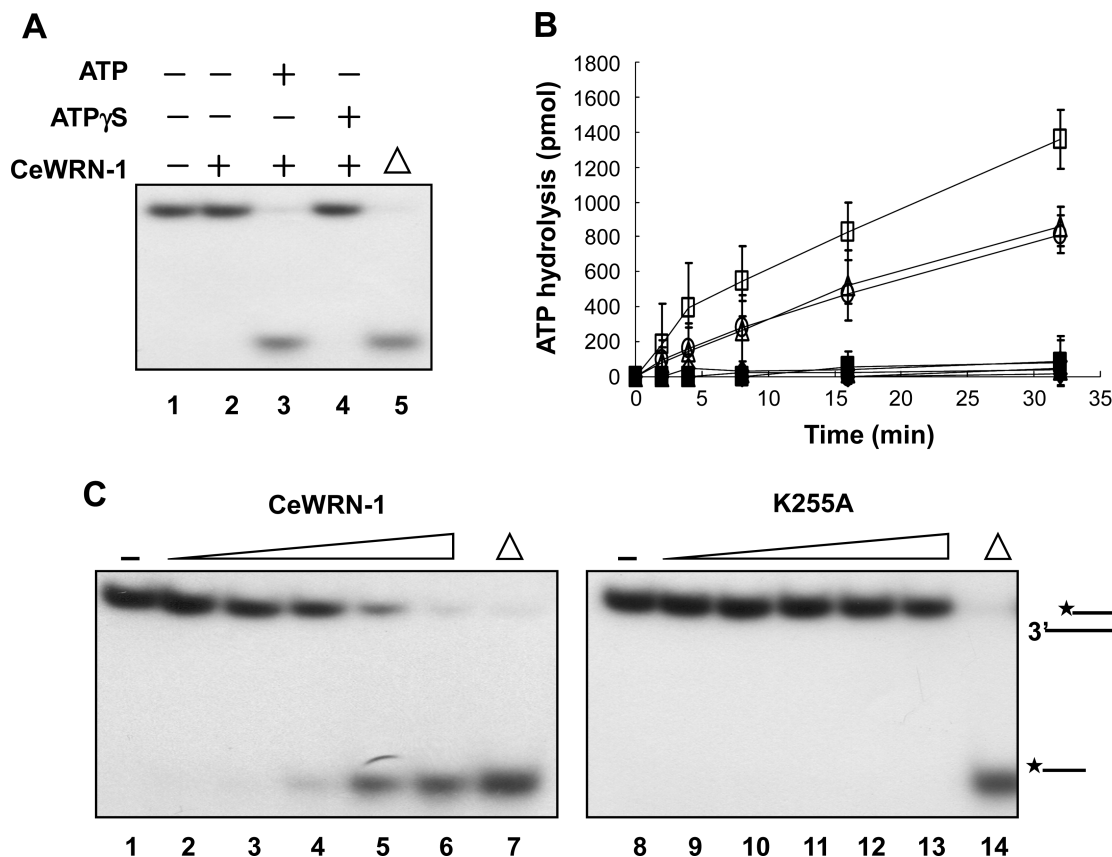 A
ATP − − + −
ATPγS − − − +
CeWRN-1 − + + + △
1 2 3 4 5
B
ATP hydrolysis (pmol)
1800
1600
1400
1200
1000
800
600
400
200
0
0 5 10 15 20 25 30 35
Time (min)
C
CeWRN-1
− △
1 2 3 4 5 6 7
K255A
− △
8 9 10 11 12 13 14
3'